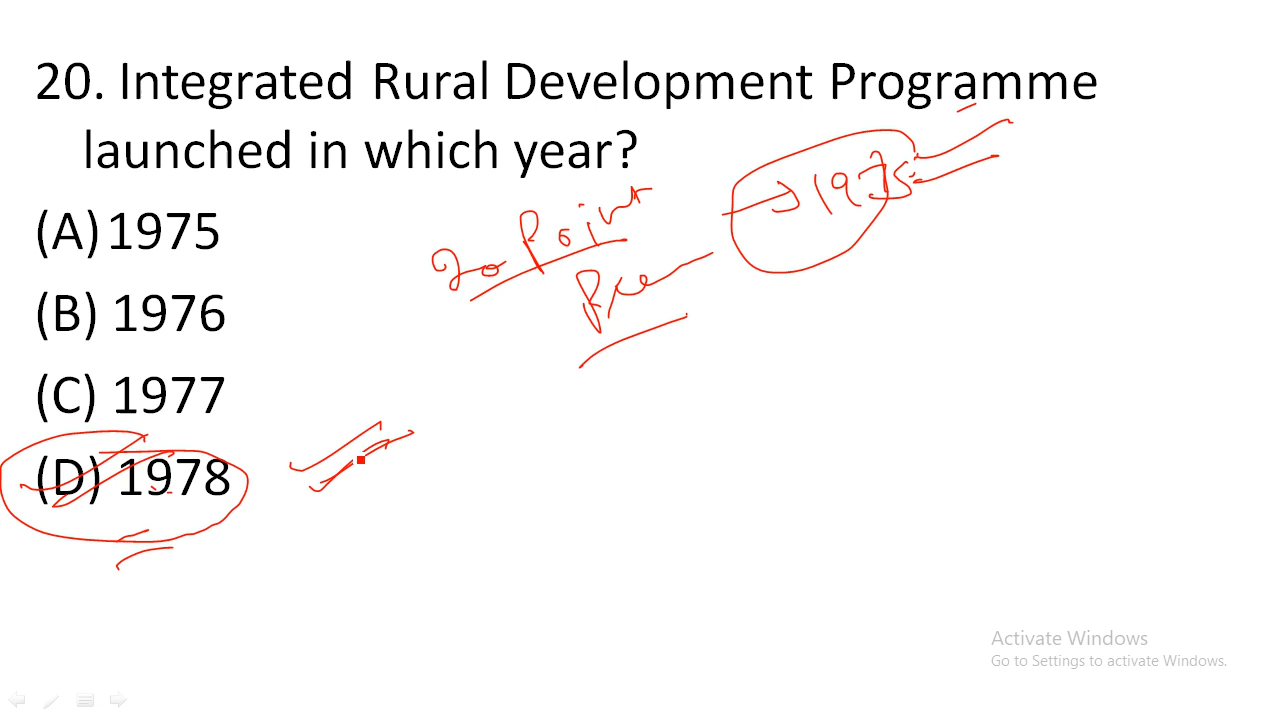 20. Integrated Rural Development Programme
launched in which year?
(A) 1975
(B) 1976
(C) 1977
(D) 1978
20 Point
→ 1975
Activate Windows
Go to Settings to activate Windows.